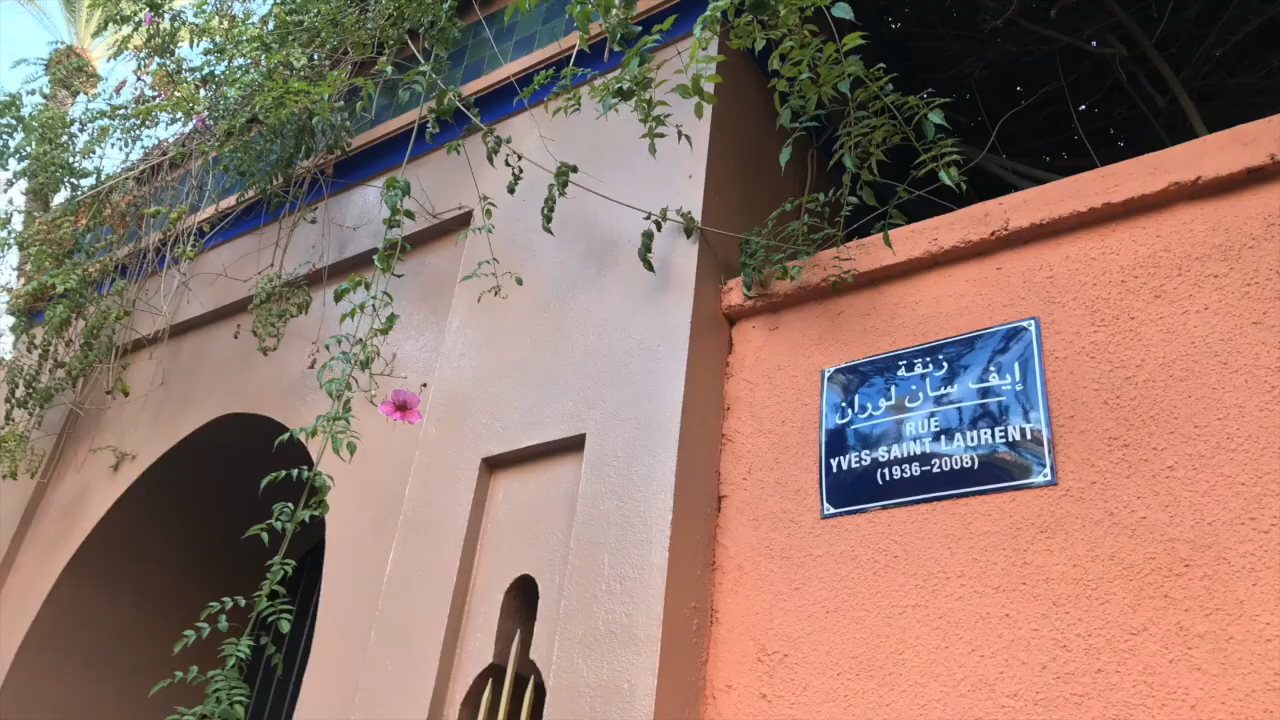 زنقة
إيف سان لوران
RUE
YVES SAINT LAURENT
(1936–2008)